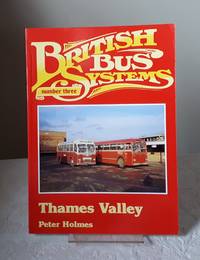 British
Bus
Systems
number three
Thames Valley
Peter Holmes